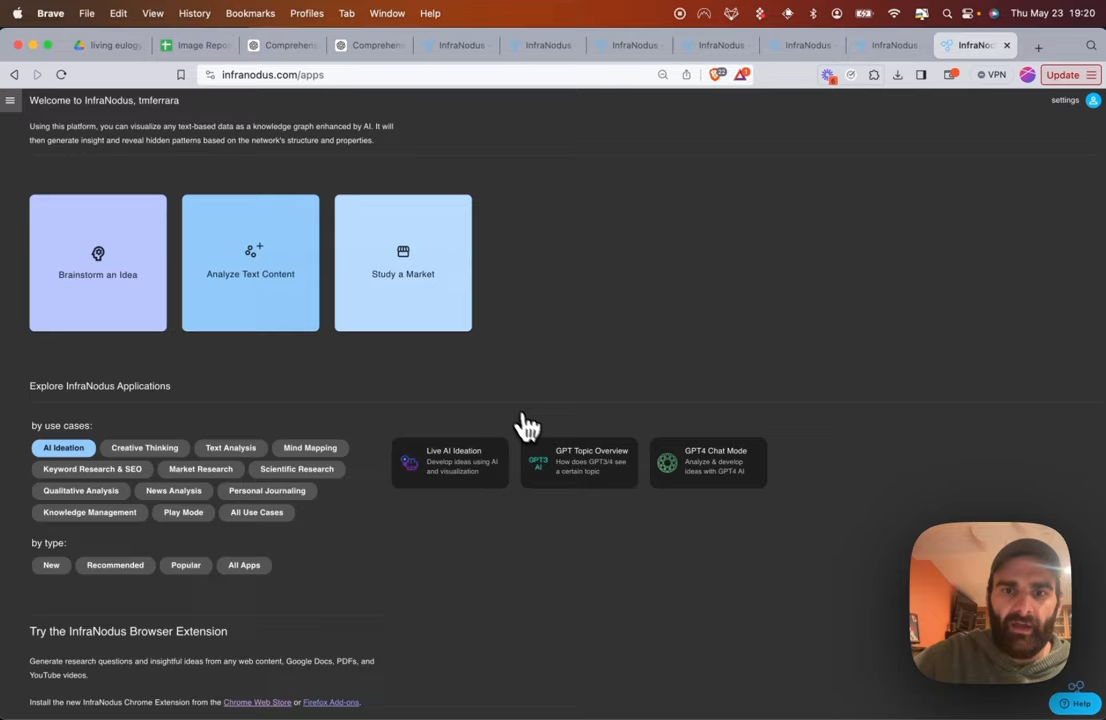 Brave File Edit View History Bookmarks Profiles Tab Window Help Thu May 23 19:20
living eulogy Image Repo Comprehens Comprehens InfraNodus InfraNodus InfraNodus InfraNodus InfraNodus InfraNodus InfraNo
infranodus.com/apps 22 1 6 VPN Update
Welcome to InfraNodus, tmferrara settings
Using this platform, you can visualize any text-based data as a knowledge graph enhanced by AI. It will
then generate insight and reveal hidden patterns based on the network's structure and properties.
Brainstorm an Idea
Analyze Text Content
Study a Market
Explore InfraNodus Applications
by use cases:
AI Ideation Creative Thinking Text Analysis Mind Mapping
Keyword Research & SEO Market Research Scientific Research
Qualitative Analysis News Analysis Personal Journaling
Knowledge Management Play Mode All Use Cases
Live AI Ideation
Develop ideas using AI
and visualization
GPT3
AI
GPT Topic Overview
How does GPT3/4 see
a certain topic
GPT4 Chat Mode
Analyze & develop
ideas with GPT4 AI
by type:
New Recommended Popular All Apps
Try the InfraNodus Browser Extension
Generate research questions and insightful ideas from any web content, Google Docs, PDFs, and
YouTube videos.
Install the new InfraNodus Chrome Extension from the Chrome Web Store or Firefox Add-ons.
Help